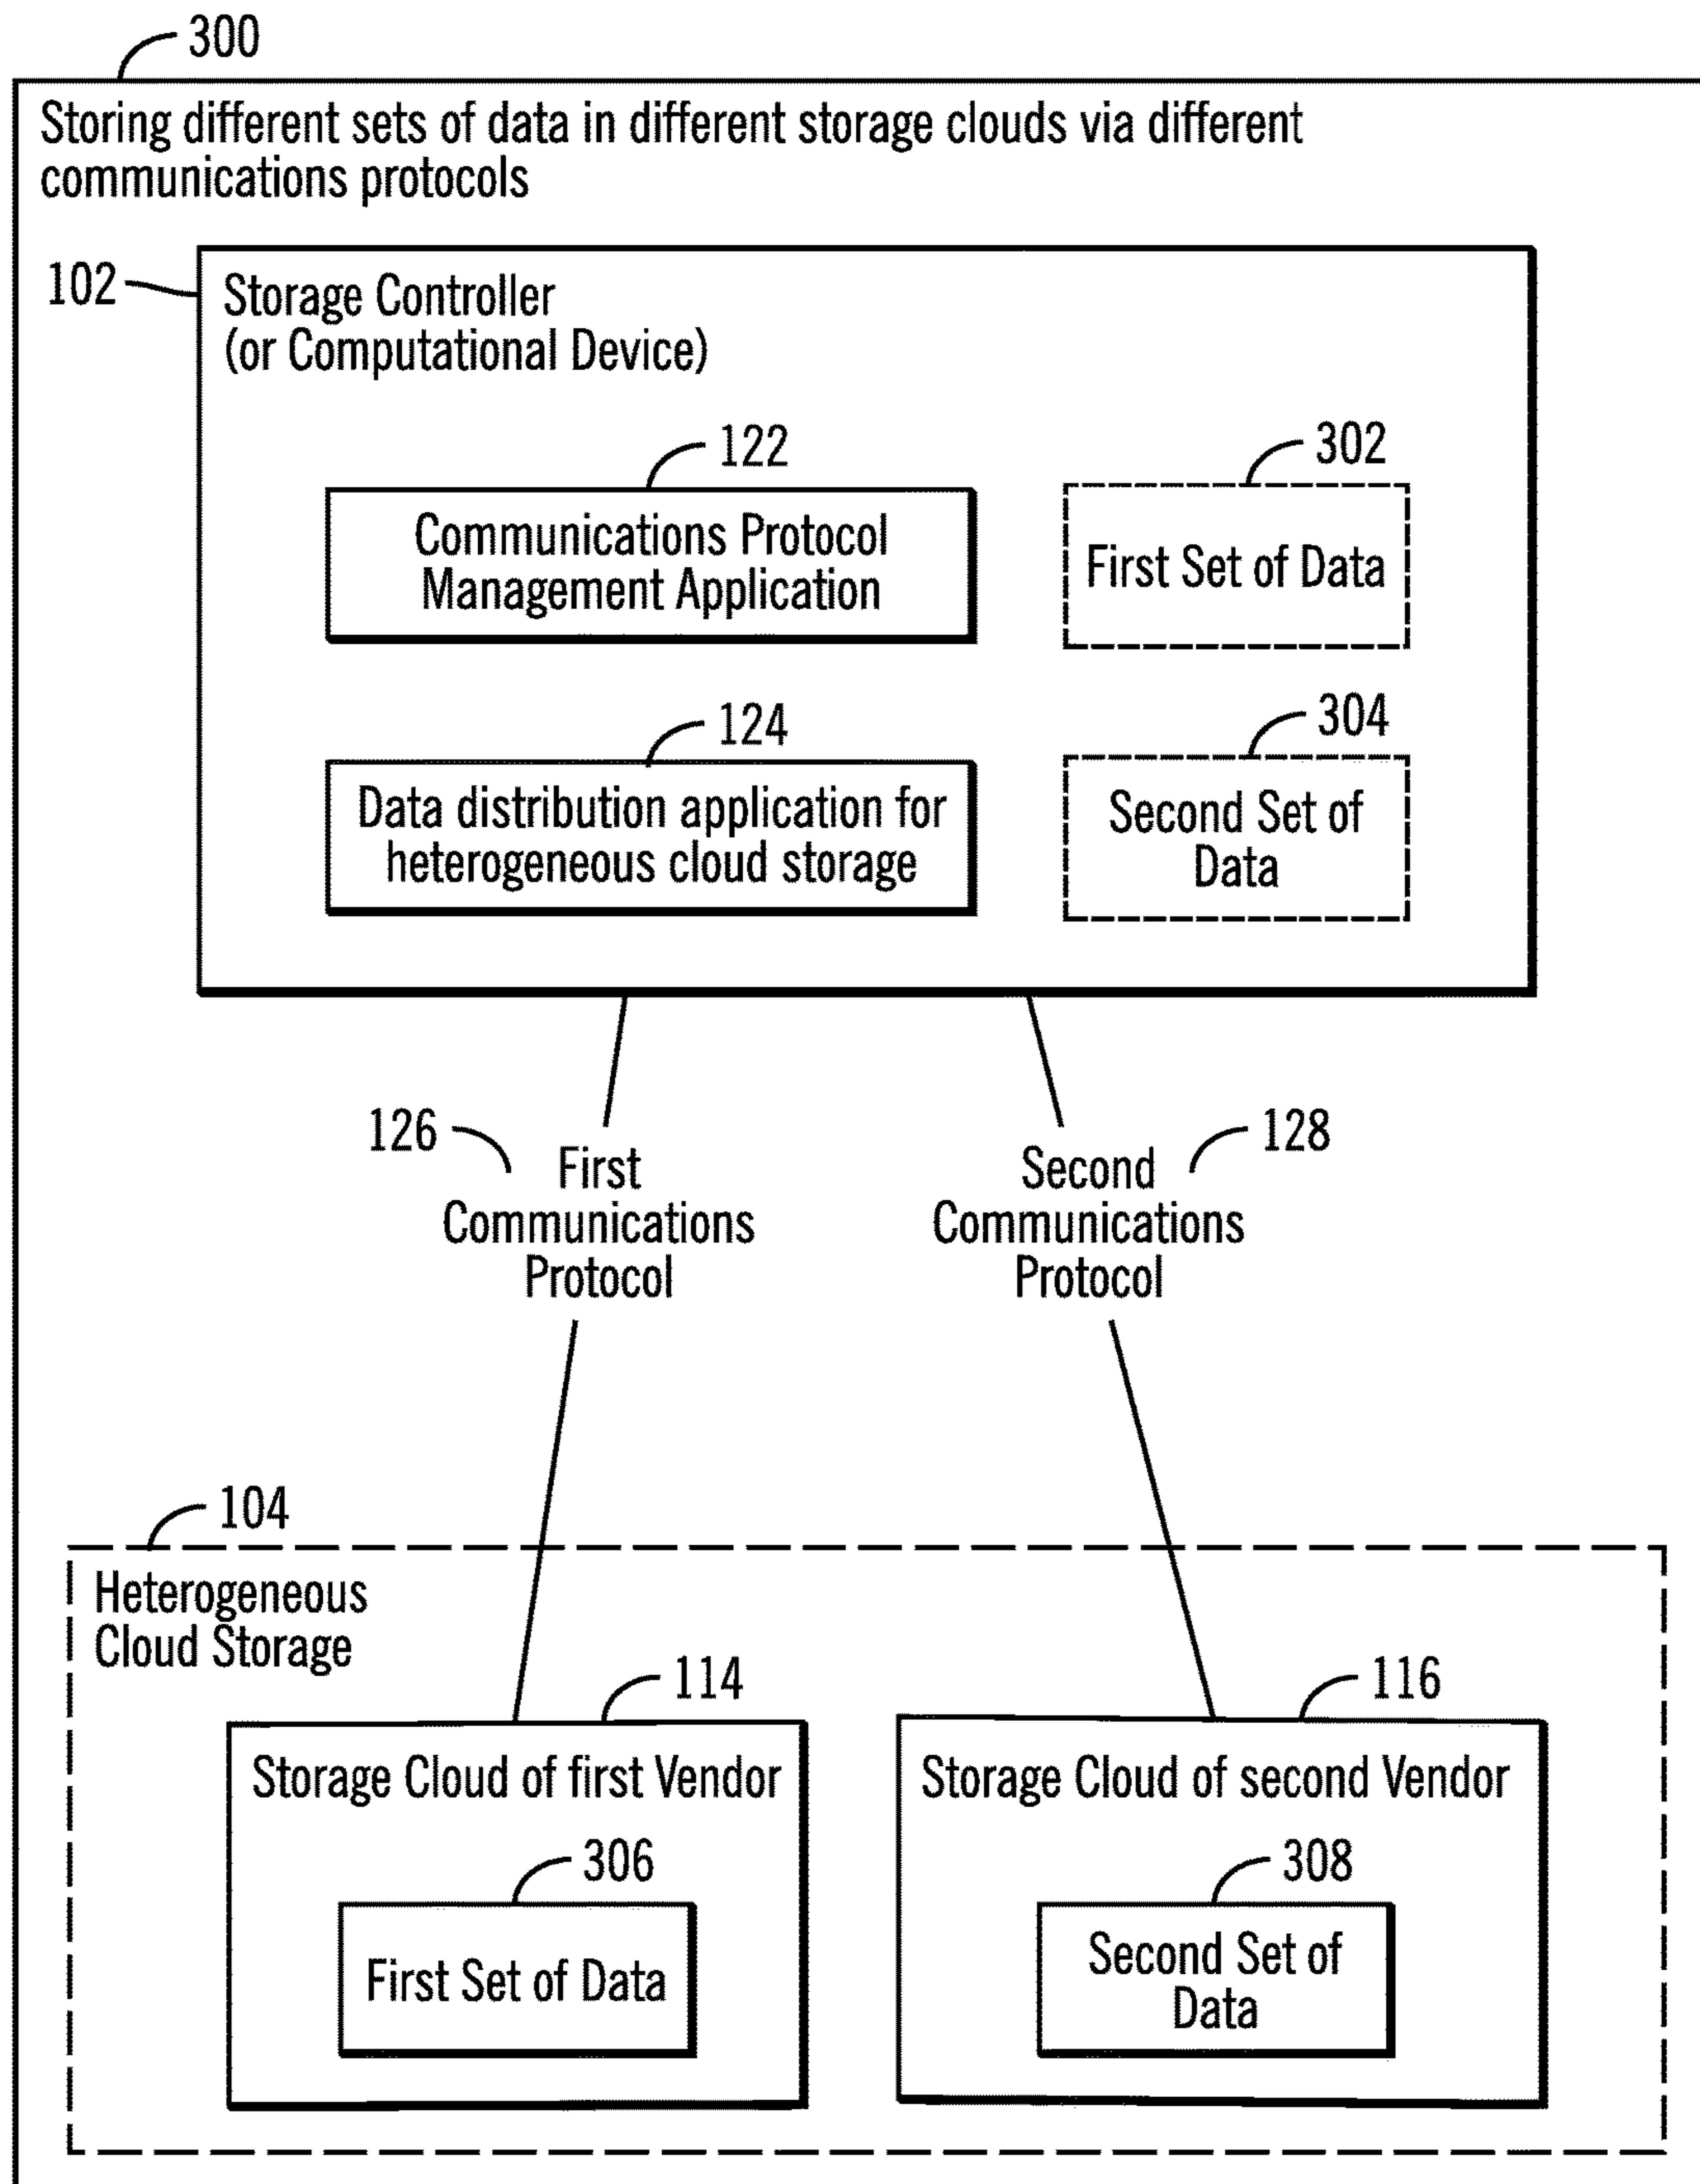 300
Storing different sets of data in different storage clouds via different
communications protocols
102
Storage Controller
(or Computational Device)
122
Communications Protocol
Management Application
302
First Set of Data
124
Data distribution application for
heterogeneous cloud storage
304
Second Set of
Data
126
First
Communications
Protocol
128
Second
Communications
Protocol
104
Heterogeneous
Cloud Storage
114
Storage Cloud of first Vendor
306
First Set of Data
116
Storage Cloud of second Vendor
308
Second Set of
Data